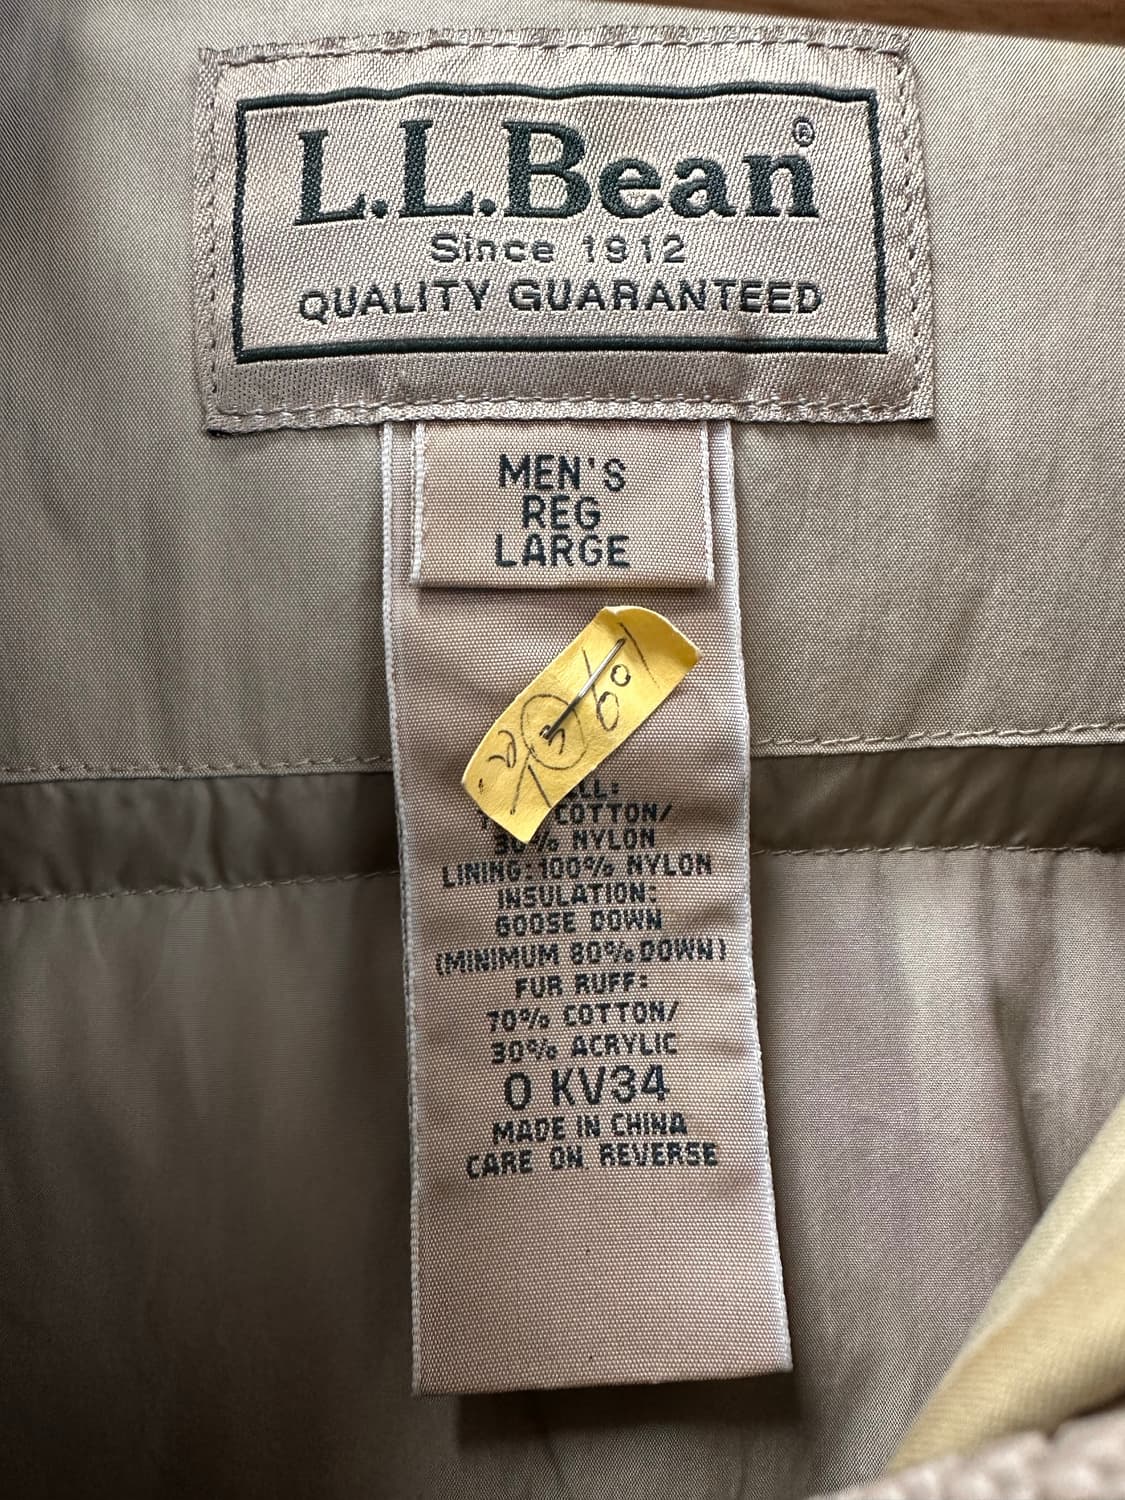 L.L.Bean®
Since 1912
QUALITY GUARANTEED
MEN'S
REG
LARGE
COTTON/
30% NYLON
LINING:100% NYLON
INSULATION:
GOOSE DOWN
(MINIMUM 80% DOWN)
FUR RUFF:
70% COTTON/
30% ACRYLIC
0 KV34
MADE IN CHINA
CARE ON REVERSE